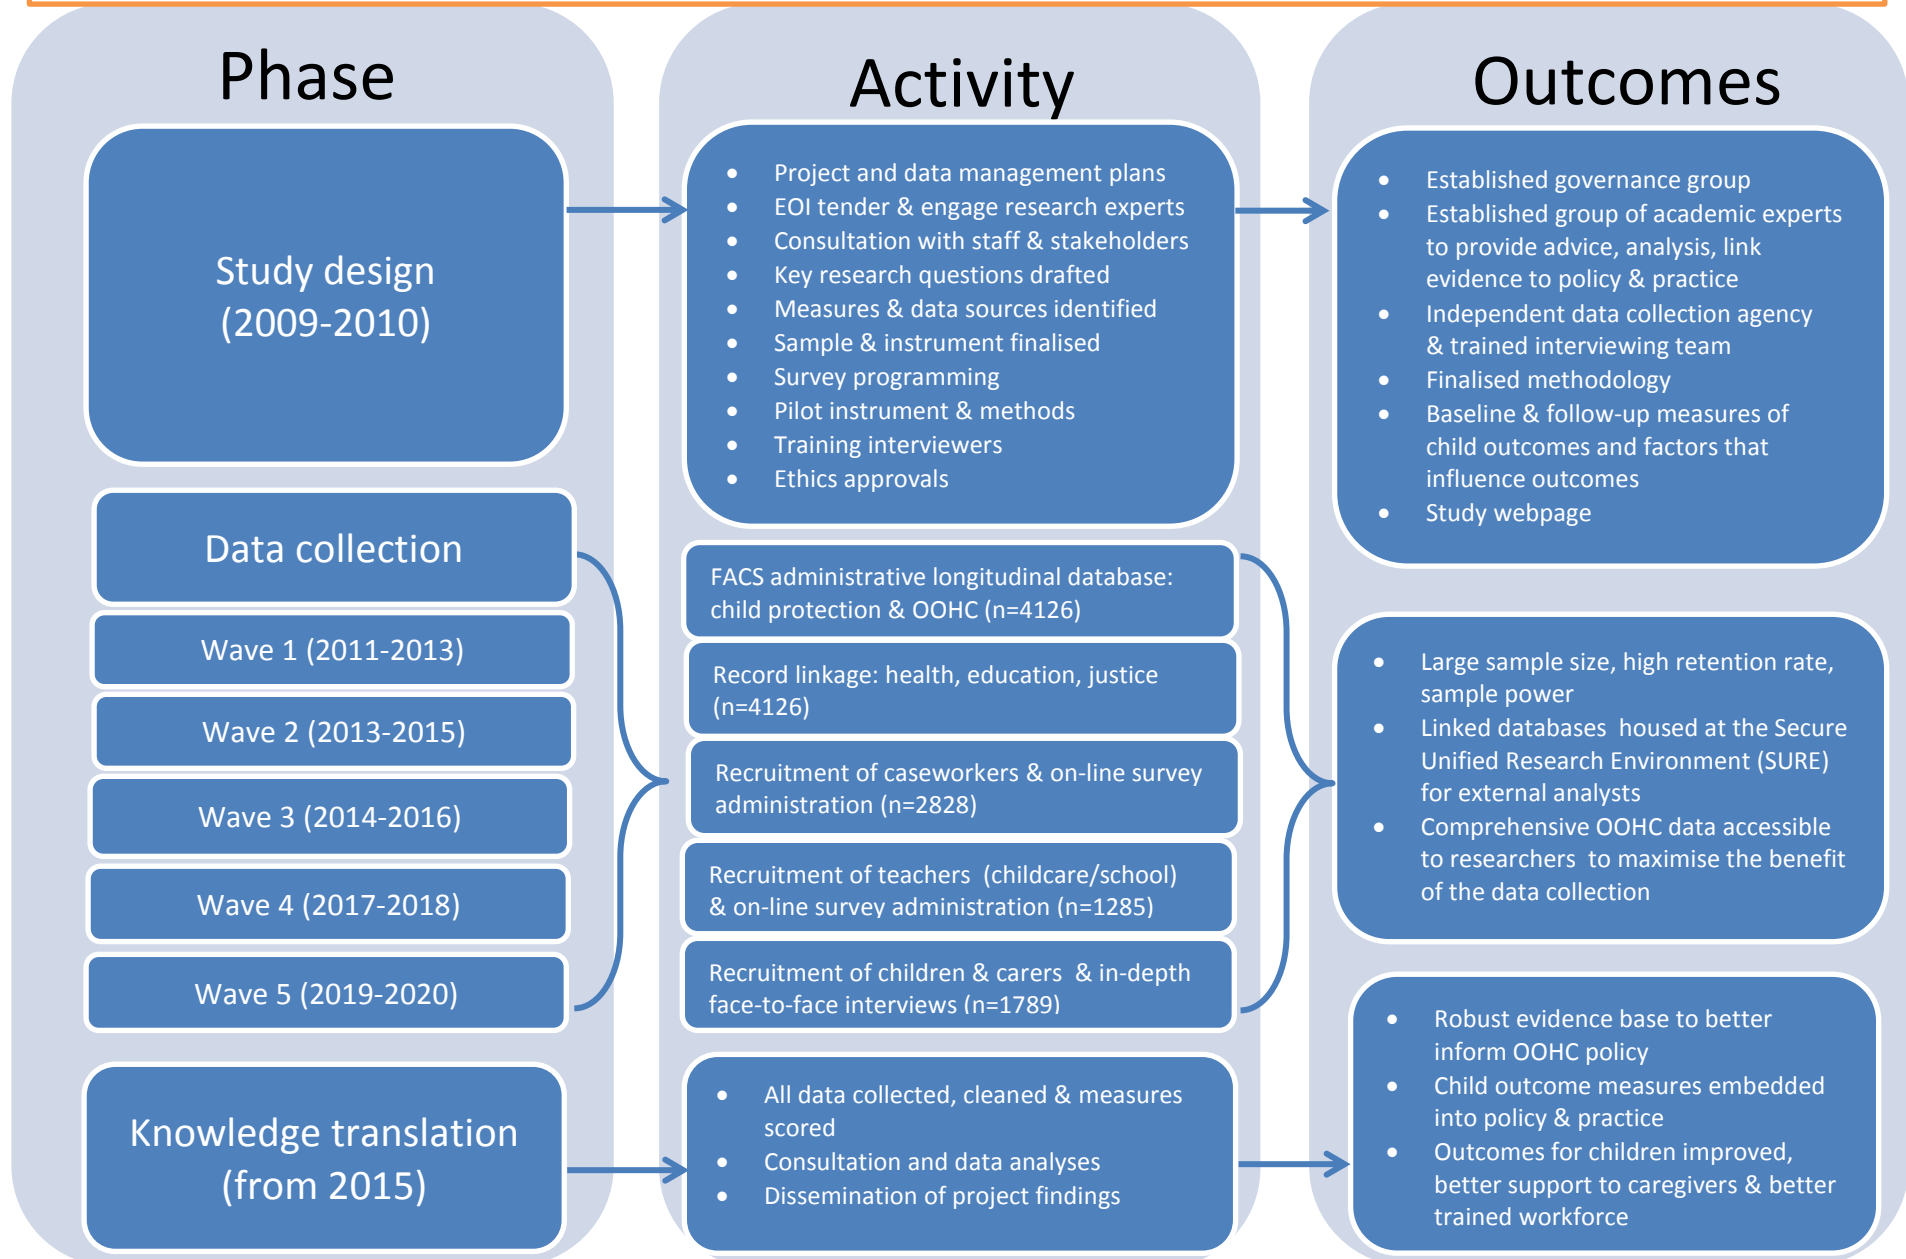 Phase
Study design
(2009-2010)
Data collection
Wave 1 (2011-2013)
Wave 2 (2013-2015)
Wave 3 (2014-2016)
Wave 4 (2017-2018)
Wave 5 (2019-2020)
Knowledge translation
(from 2015)
Activity
• Project and data management plans
• EOI tender & engage research experts
• Consultation with staff & stakeholders
• Key research questions drafted
• Measures & data sources identified
• Sample & instrument finalised
• Survey programming
• Pilot instrument & methods
• Training interviewers
• Ethics approvals
FACS administrative longitudinal database:
child protection & OOHC (n=4126)
Record linkage: health, education, justice
(n=4126)
Recruitment of caseworkers & on-line survey
administration (n=2828)
Recruitment of teachers (childcare/school)
& on-line survey administration (n=1285)
Recruitment of children & carers & in-depth
face-to-face interviews (n=1789)
• All data collected, cleaned & measures
scored
• Consultation and data analyses
• Dissemination of project findings
Outcomes
• Established governance group
• Established group of academic experts
to provide advice, analysis, link
evidence to policy & practice
• Independent data collection agency
& trained interviewing team
• Finalised methodology
• Baseline & follow-up measures of
child outcomes and factors that
influence outcomes
• Study webpage
• Large sample size, high retention rate,
sample power
• Linked databases housed at the Secure
Unified Research Environment (SURE)
for external analysts
• Comprehensive OOHC data accessible
to researchers to maximise the benefit
of the data collection
• Robust evidence base to better
inform OOHC policy
• Child outcome measures embedded
into policy & practice
• Outcomes for children improved,
better support to caregivers & better
trained workforce